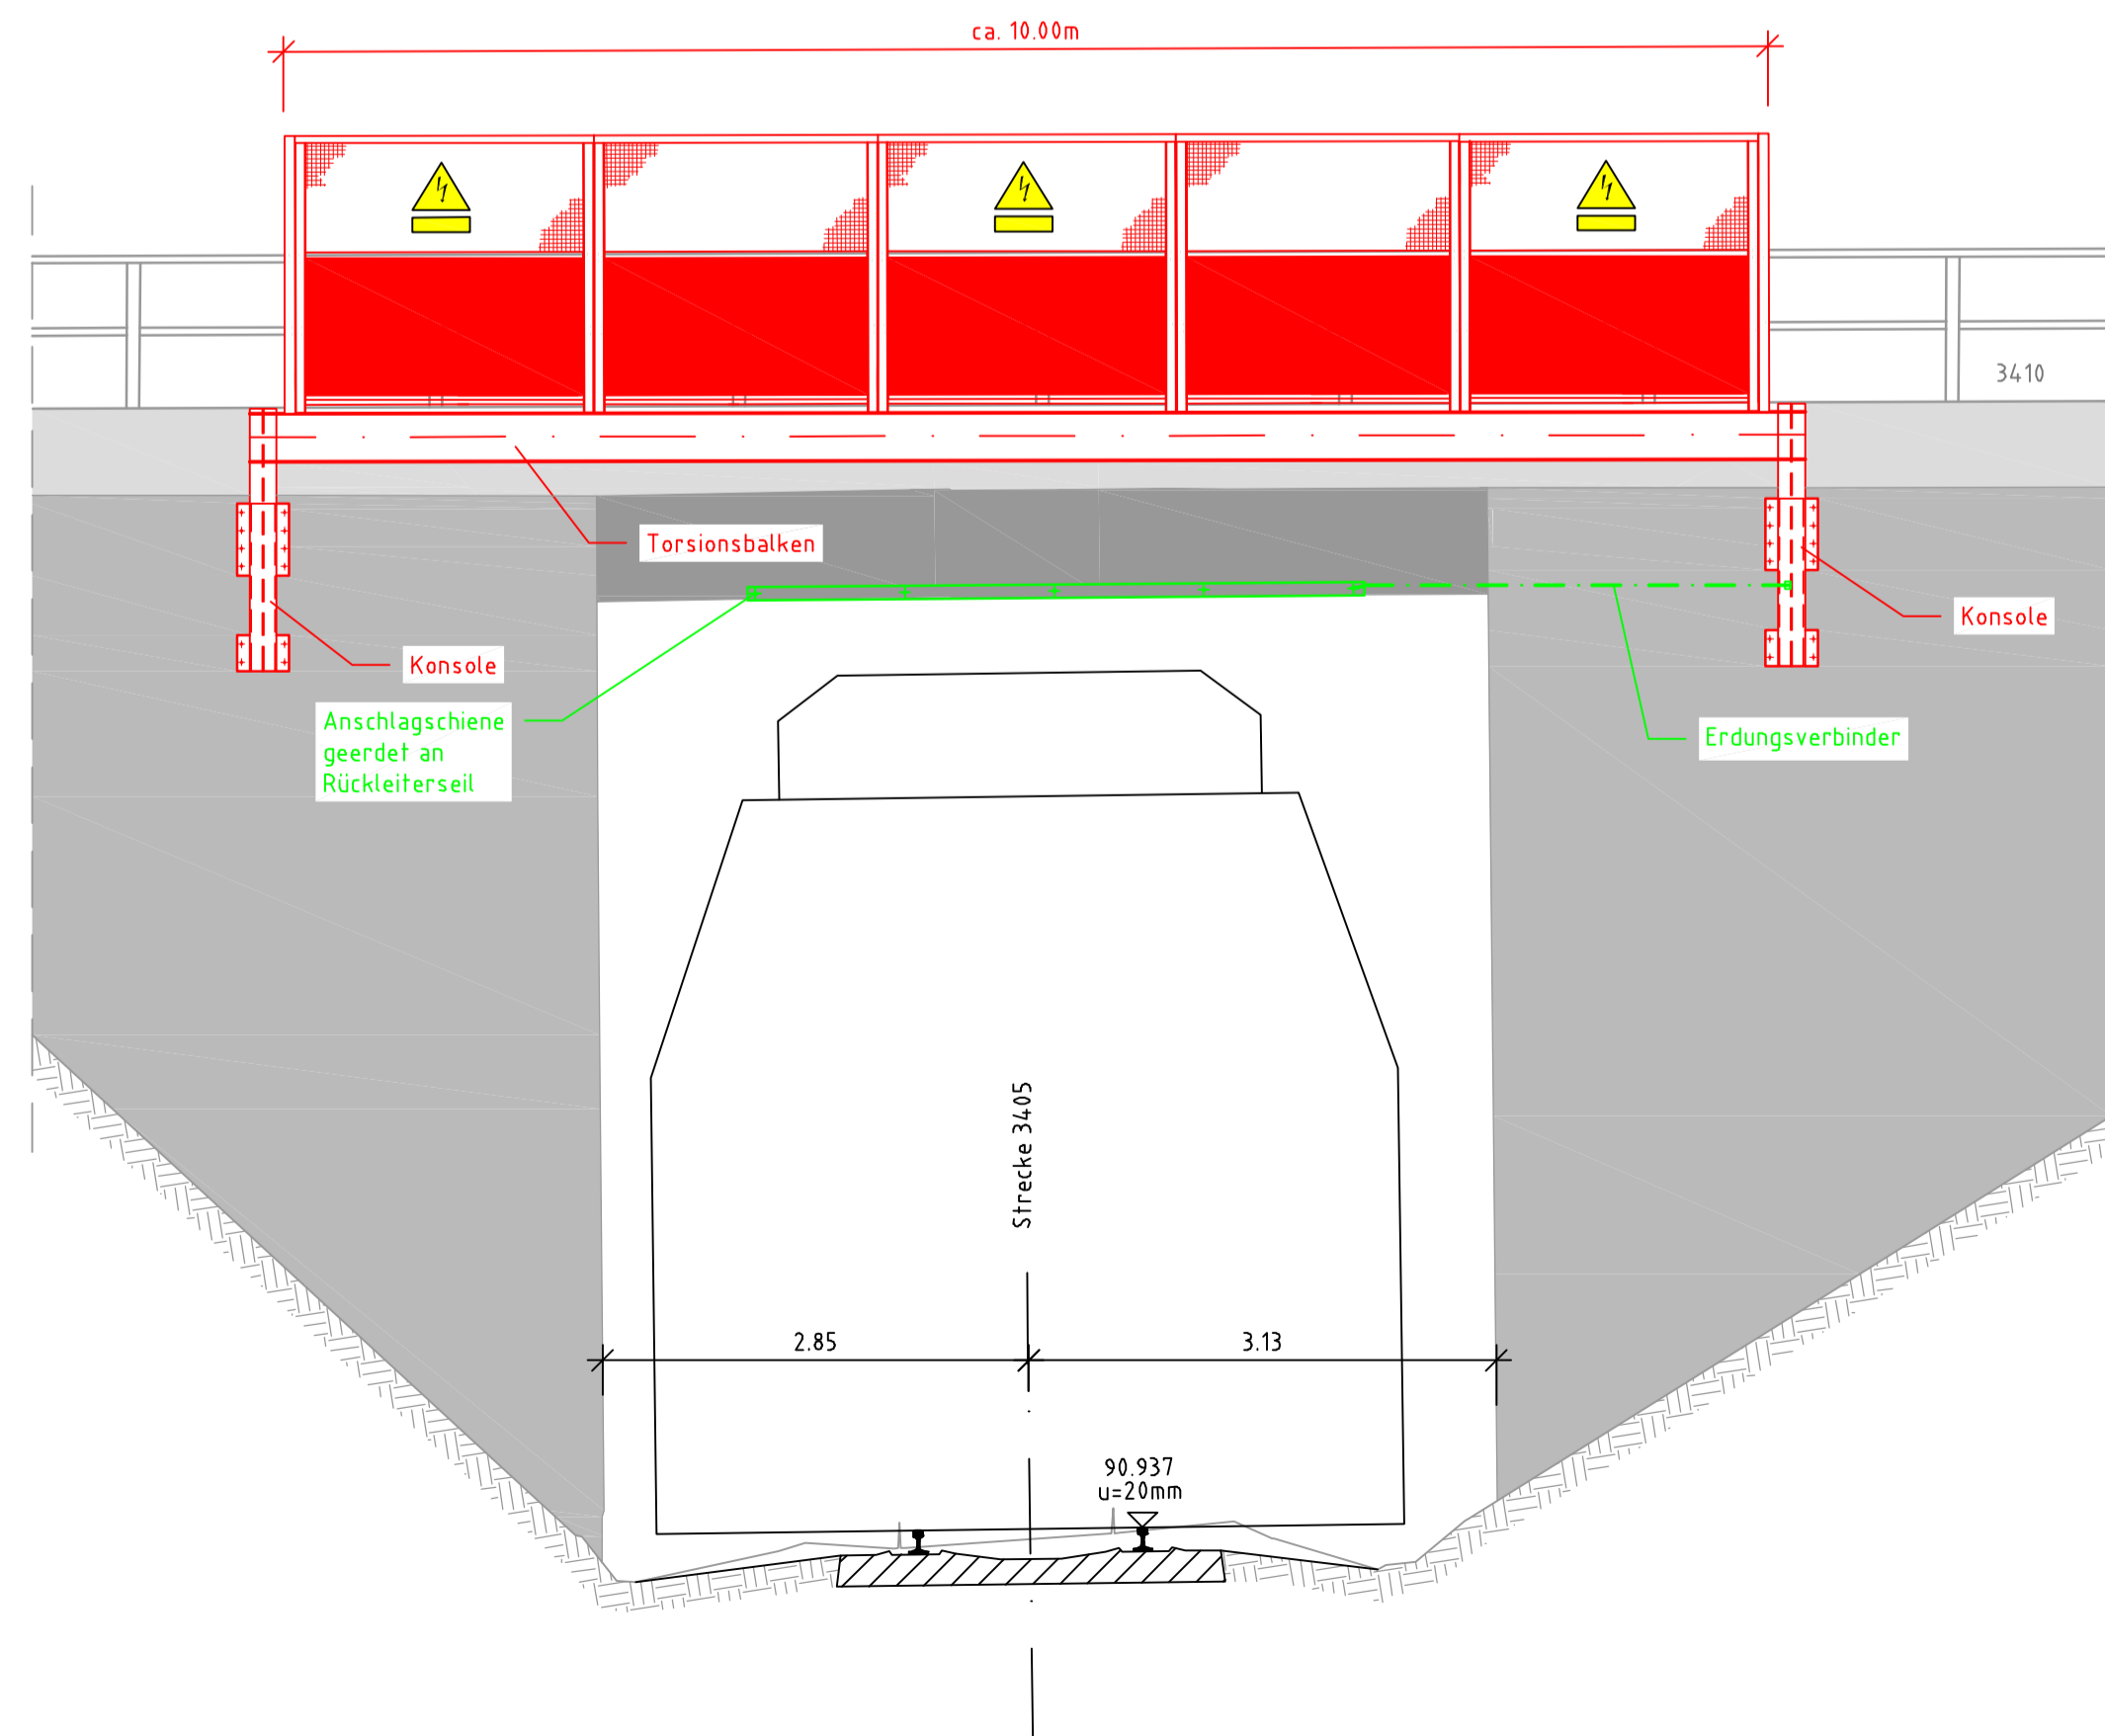 ca. 10.00m
3410
Torsionsbalken
Konsole
Konsole
Anschlagschiene
geerdet an
Rückleiterseil
Erdungsverbinder
Strecke 3405
2.85
3.13
90.937
u=20mm